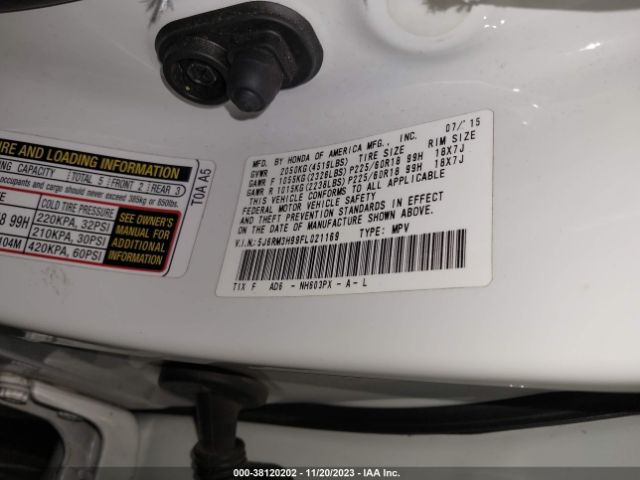 MFD. BY HONDA OF AMERICA MFG., INC. 07/'15
GVWR 2050KG(4519LBS) TIRE SIZE RIM SIZE
GAWR F 1055KG(2326LBS) P225/60R18 99H 18X7J
GAWR R 1015KG(2238LBS) P225/60R18 99H 18X7J
THIS VEHICLE CONFORMS TO ALL APPLICABLE
FEDERAL MOTOR VEHICLE SAFETY
AND THEFT PREVENTION STANDARDS IN EFFECT
ON THE DATE OF MANUFACTURE SHOWN ABOVE.
V.I.N:5J6RM3H99FL021169 TYPE: MPV
TIX F AD6 - NH603PX - A - L
IRE AND LOADING INFORMATION
NG CAPACITY TOTAL 5 FRONT 2 REAR 3
occupants and cargo should never exceed 385kg or 850lbs.
E COLD TIRE PRESSURE
18 99H 220KPA, 32PSI
210KPA, 30PSI
104M 420KPA, 60PSI
SEE OWNER'S
MANUAL FOR
ADDITIONAL
INFORMATION
T0A A5
000-38120202 - 11/20/2023 - IAA Inc.